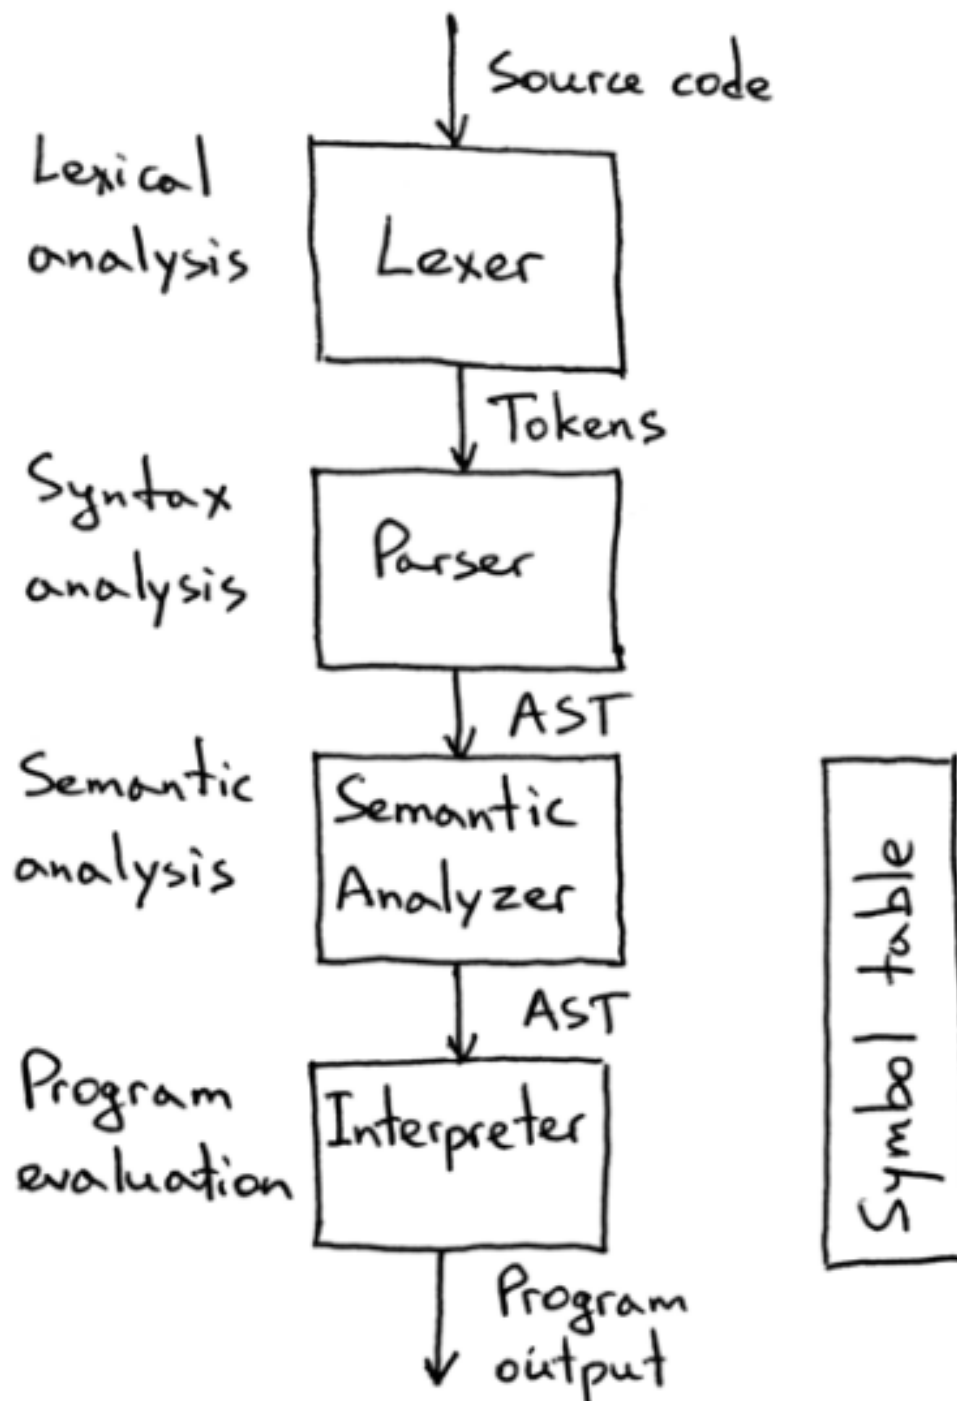 Source code
Lexical
analysis
Lexer
Tokens
Syntax
analysis
Parser
AST
Semantic
analysis
Semantic
Analyzer
AST
Symbol table
Program
evaluation
Interpreter
Program
output